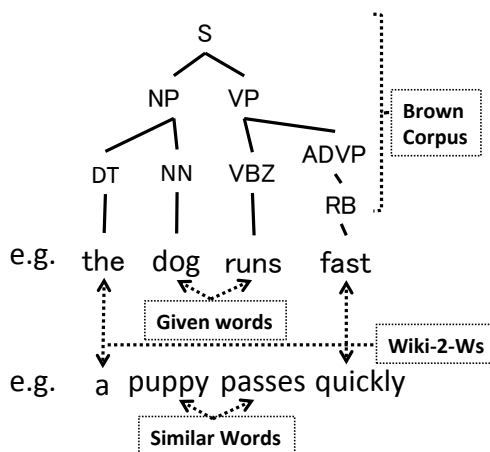 S
NP VP
Brown
Corpus
ADVP
DT NN VBZ
RB
e.g. the dog runs fast
Given words
Wiki-2-Ws
e.g. a puppy passes quickly
Similar Words